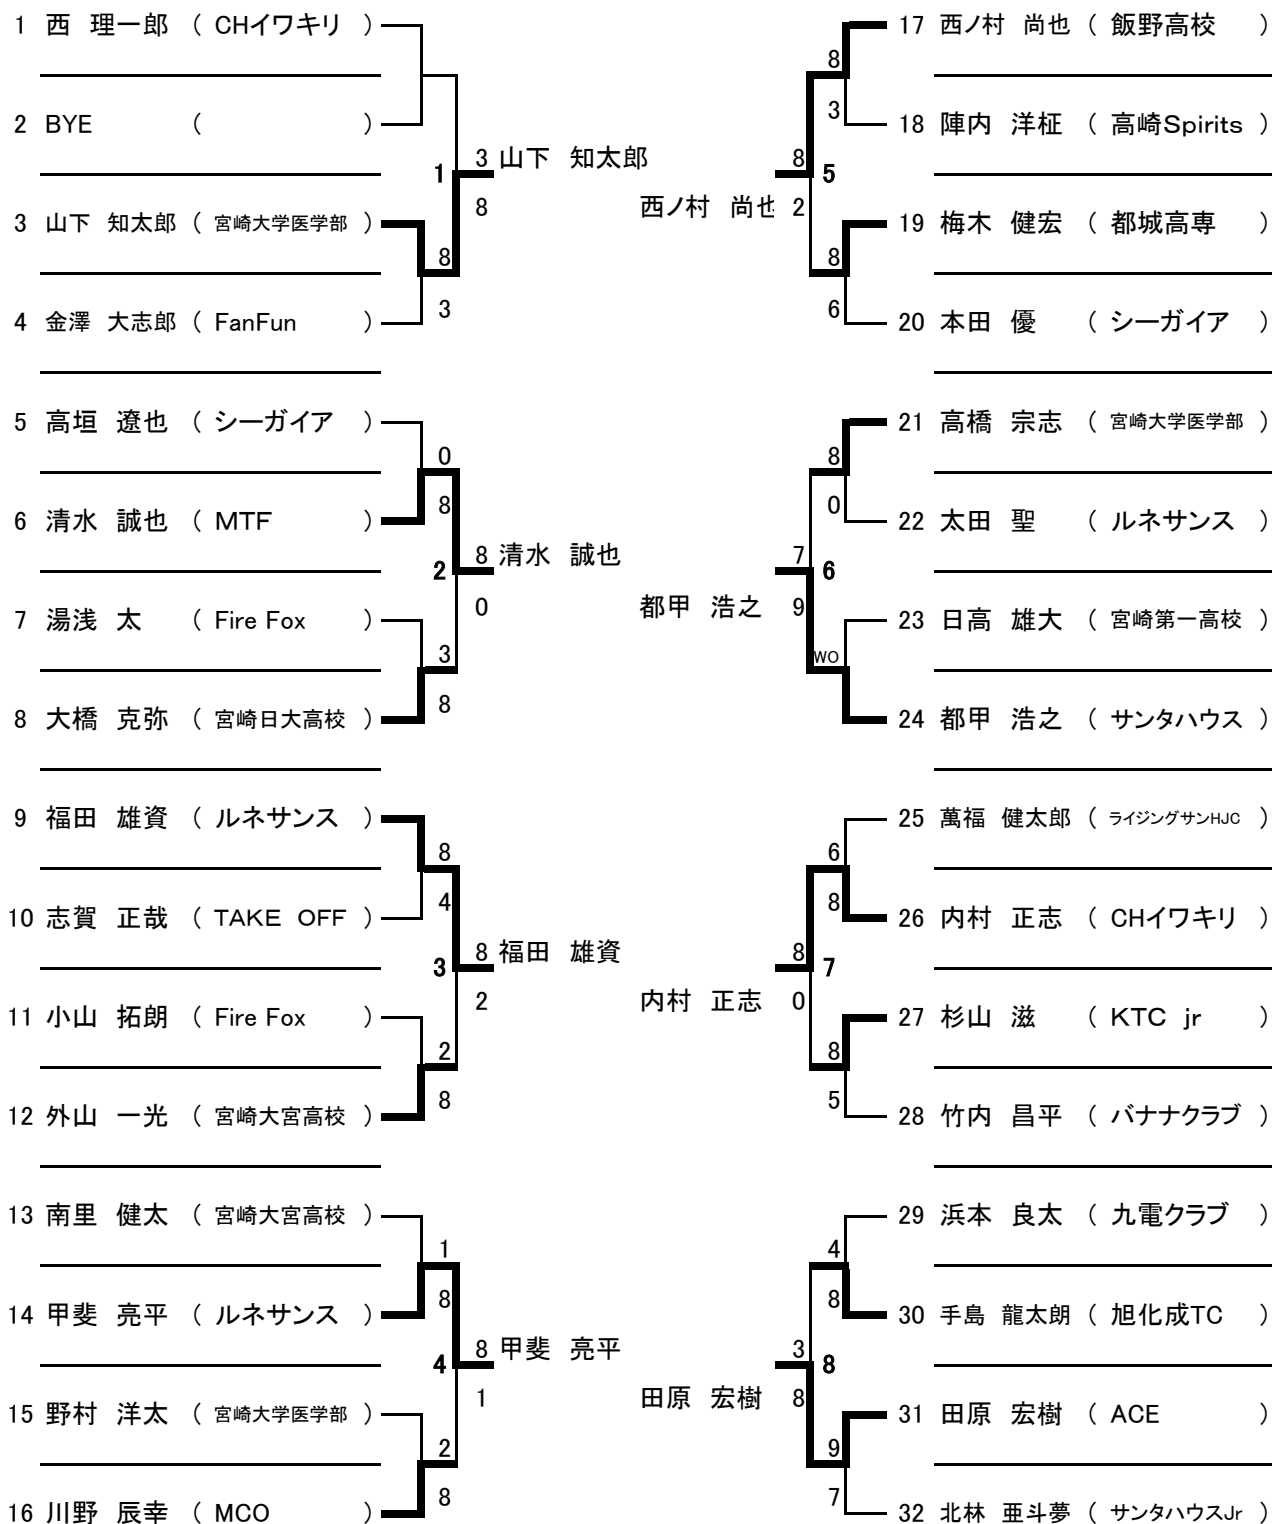 1 西 理一郎 ( CHイワキリ )
2 BYE ( )
3 山下 知太郎 ( 宮崎大学医学部 )
4 金澤 大志郎 ( FanFun )
5 高垣 遼也 ( シーガイア )
6 清水 誠也 ( MTF )
7 湯浅 太 ( Fire Fox )
8 大橋 克弥 ( 宮崎日大高校 )
9 福田 雄資 ( ルネサンス )
10 志賀 正哉 ( TAKE OFF )
11 小山 拓朗 ( Fire Fox )
12 外山 一光 ( 宮崎大宮高校 )
13 南里 健太 ( 宮崎大宮高校 )
14 甲斐 亮平 ( ルネサンス )
15 野村 洋太 ( 宮崎大学医学部 )
16 川野 辰幸 ( MCO )
8
3
0
8
3
8
8
4
2
8
1
8
2
8
1
3 山下 知太郎
8
2
8 清水 誠也
0
3
8 福田 雄資
2
4
8 甲斐 亮平
1
8
西ノ村 尚也 2
5
7
都甲 浩之 9
6
8
内村 正志 0
7
3
田原 宏樹 8
8
8
3
8
6
8
0
WO
6
8
8
5
4
8
9
7
17 西ノ村 尚也 ( 飯野高校 )
18 陣内 洋柾 ( 高崎Spirits )
19 梅木 健宏 ( 都城高専 )
20 本田 優 ( シーガイア )
21 高橋 宗志 ( 宮崎大学医学部 )
22 太田 聖 ( ルネサンス )
23 日高 雄大 ( 宮崎第一高校 )
24 都甲 浩之 ( サンタハウス )
25 萬福 健太郎 ( ライジングサンHJC )
26 内村 正志 ( CHイワキリ )
27 杉山 滋 ( KTC jr )
28 竹内 昌平 ( バナナクラブ )
29 浜本 良太 ( 九電クラブ )
30 手島 龍太朗 ( 旭化成TC )
31 田原 宏樹 ( ACE )
32 北林 亜斗夢 ( サンタハウスJr )